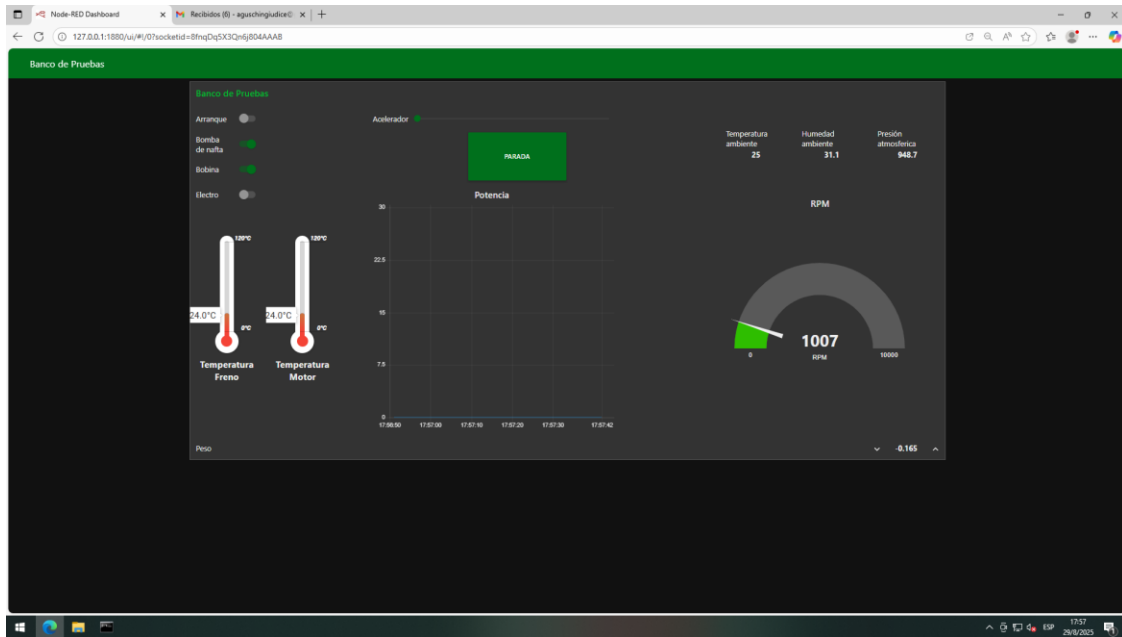 Node-RED Dashboard
Recibidos (6) - aguschingiudice@
127.0.0.1:1880/ui/#!/0?socketid=8fnqDq5X3Qn6j804AAAB
Banco de Pruebas
Banco de Pruebas
Arranque
Bomba
de nafta
Bobina
Electro
Acelerador
PARADA
Temperatura
ambiente
25
Humedad
ambiente
31.1
Presión
atmosferica
948.7
Potencia
30
22.5
15
7.5
0
17:56:50 17:57:00 17:57:10 17:57:20 17:57:30 17:57:42
RPM
1007
RPM
0
10000
120°C
24.0°C
0°C
Temperatura
Freno
120°C
24.0°C
0°C
Temperatura
Motor
Peso
-0.165
ESP
17:57
29/8/2025